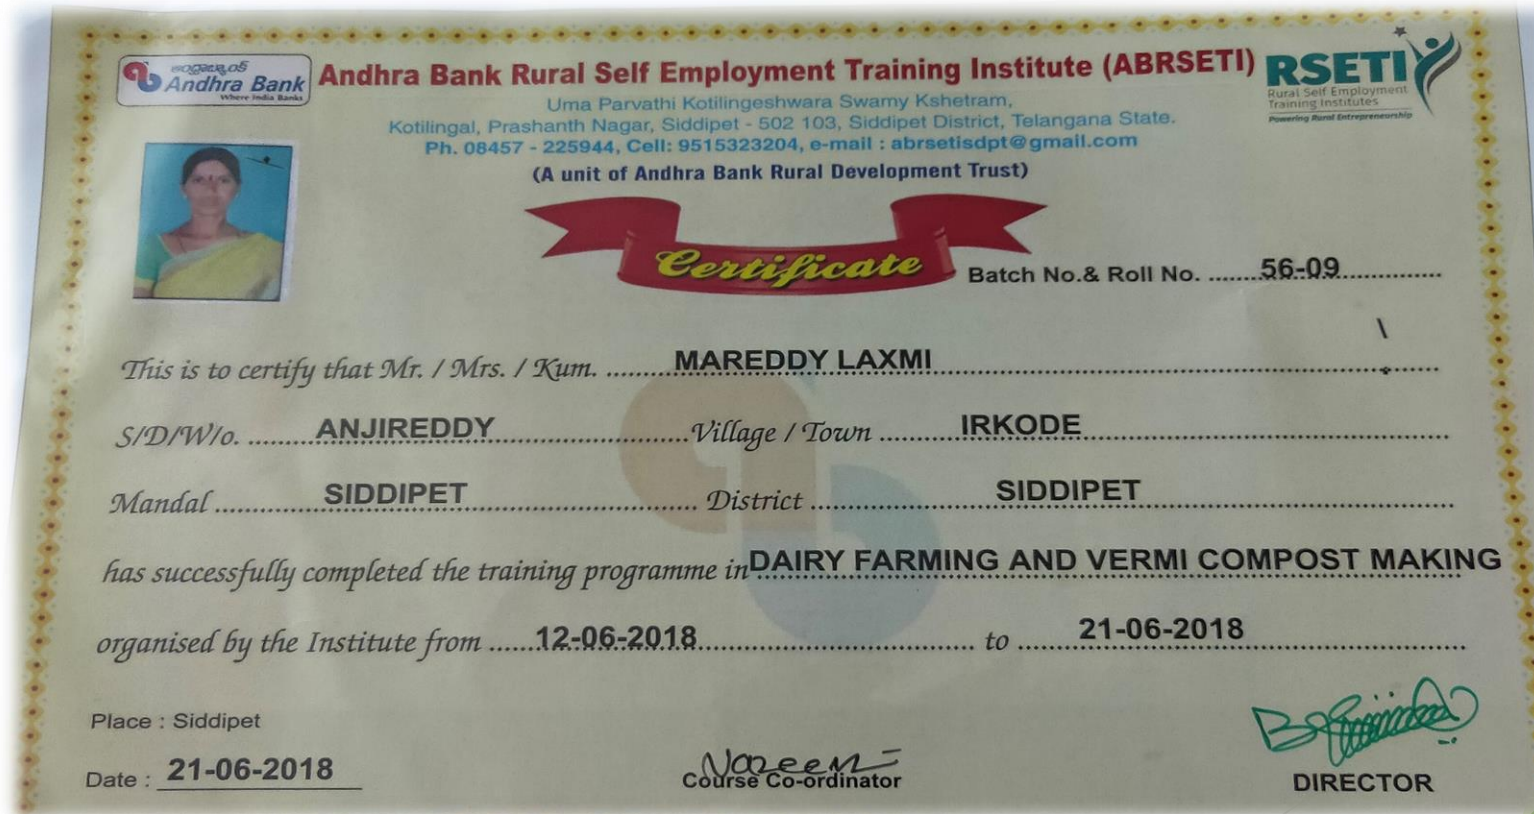 ఆంధ్రాబ్యాంక్
Andhra Bank
Where India Banks
Andhra Bank Rural Self Employment Training Institute (ABRSETI)
RSETI
Rural Self Employment
Training Institutes
Powering Rural Entrepreneurship
Uma Parvathi Kotilingeshwara Swamy Kshetram,
Kotilingal, Prashanth Nagar, Siddipet - 502 103, Siddipet District, Telangana State.
Ph. 08457 - 225944, Cell: 9515323204, e-mail : abrsetisdpt@gmail.com
(A unit of Andhra Bank Rural Development Trust)
Certificate
Batch No.& Roll No. ......56-09..............
This is to certify that Mr. / Mrs. / Kum. ........MAREDDY LAXMI..............
S/D/W/o. ........ANJIREDDY..............Village / Town ..........IRKODE..............
Mandal ............SIDDIPET.............. District ..............SIDDIPET..............
has successfully completed the training programme in DAIRY FARMING AND VERMI COMPOST MAKING
organised by the Institute from ......12-06-2018.............. to ......21-06-2018..............
Place : Siddipet
Date : 21-06-2018
Nazeem
Course Co-ordinator
DIRECTOR